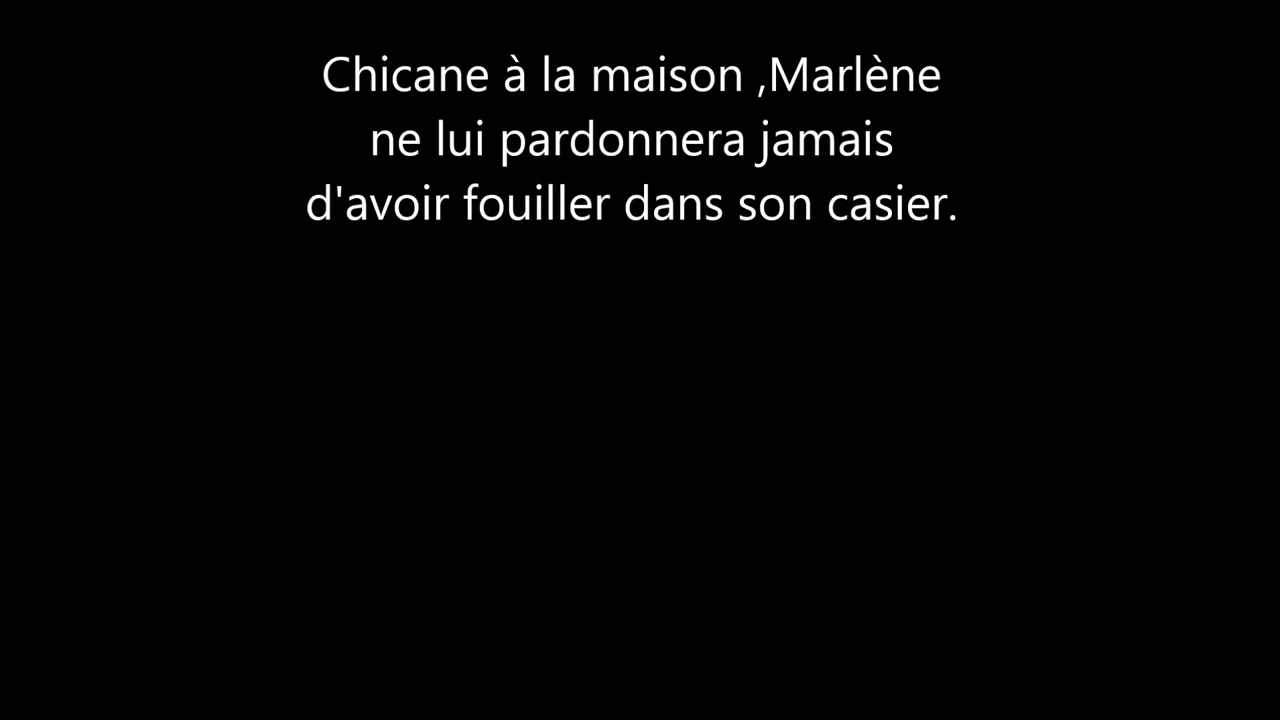 Chicane à la maison ,Marlène
ne lui pardonnera jamais
d'avoir fouiller dans son casier.